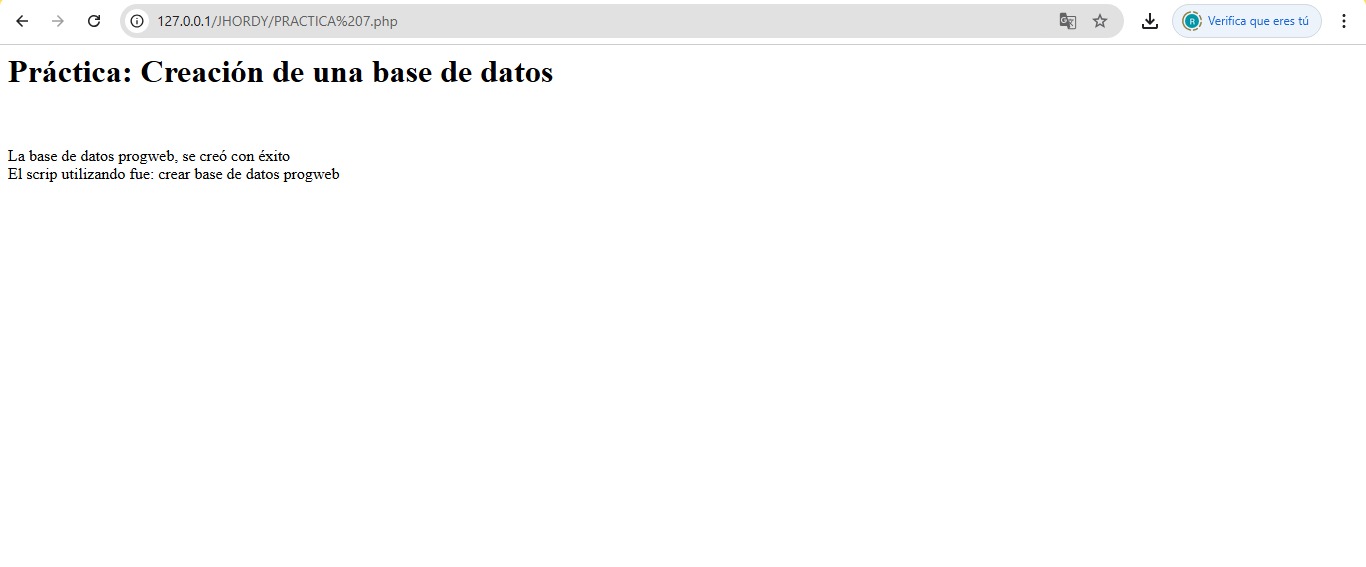 127.0.0.1/JHORDY/PRACTICA%207.php
Verifica que eres tú
Práctica: Creación de una base de datos
La base de datos progweb, se creó con éxito
El scrip utilizando fue: crear base de datos progweb